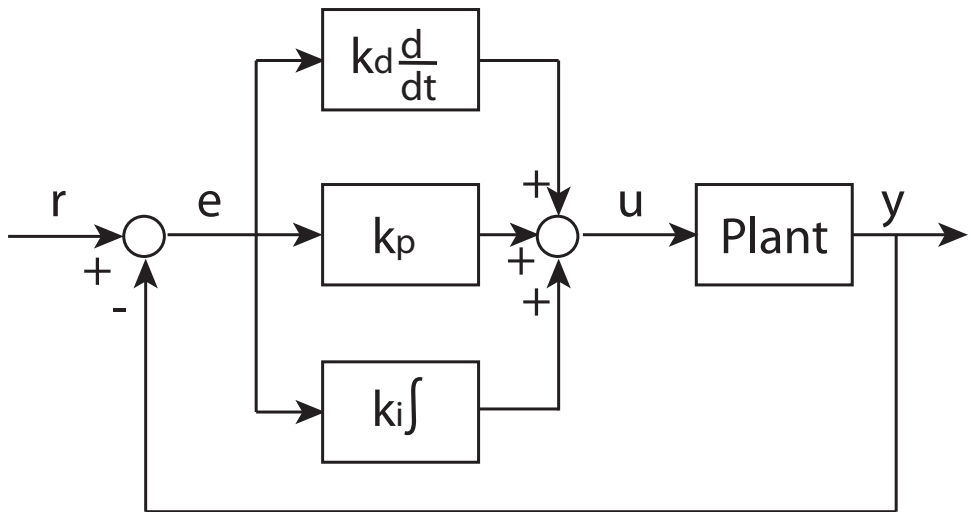 kd d/dt
r
e
+
u
y
kp
Plant
+
+
-
+
ki∫